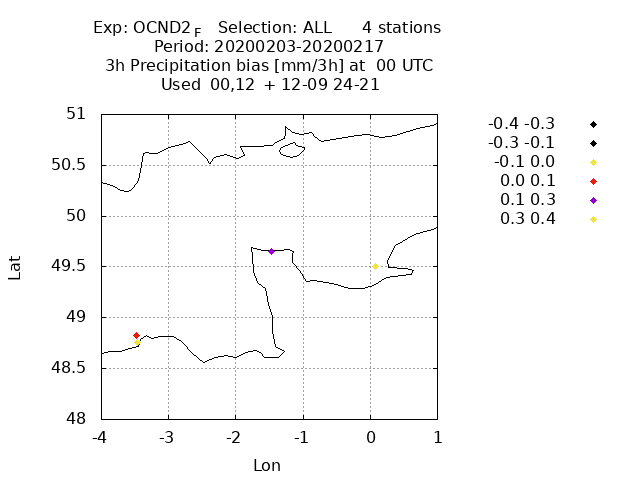 Exp: OCND2F   Selection: ALL      4 stations
Period: 20200203-20200217
3h Precipitation bias [mm/3h] at  00 UTC
Used  00,12  + 12-09 24-21
51
50.5
50
49.5
49
48.5
48
-4 -3 -2 -1 0 1
Lat
Lon
-0.4 -0.3
-0.3 -0.1
-0.1 0.0
0.0 0.1
0.1 0.3
0.3 0.4